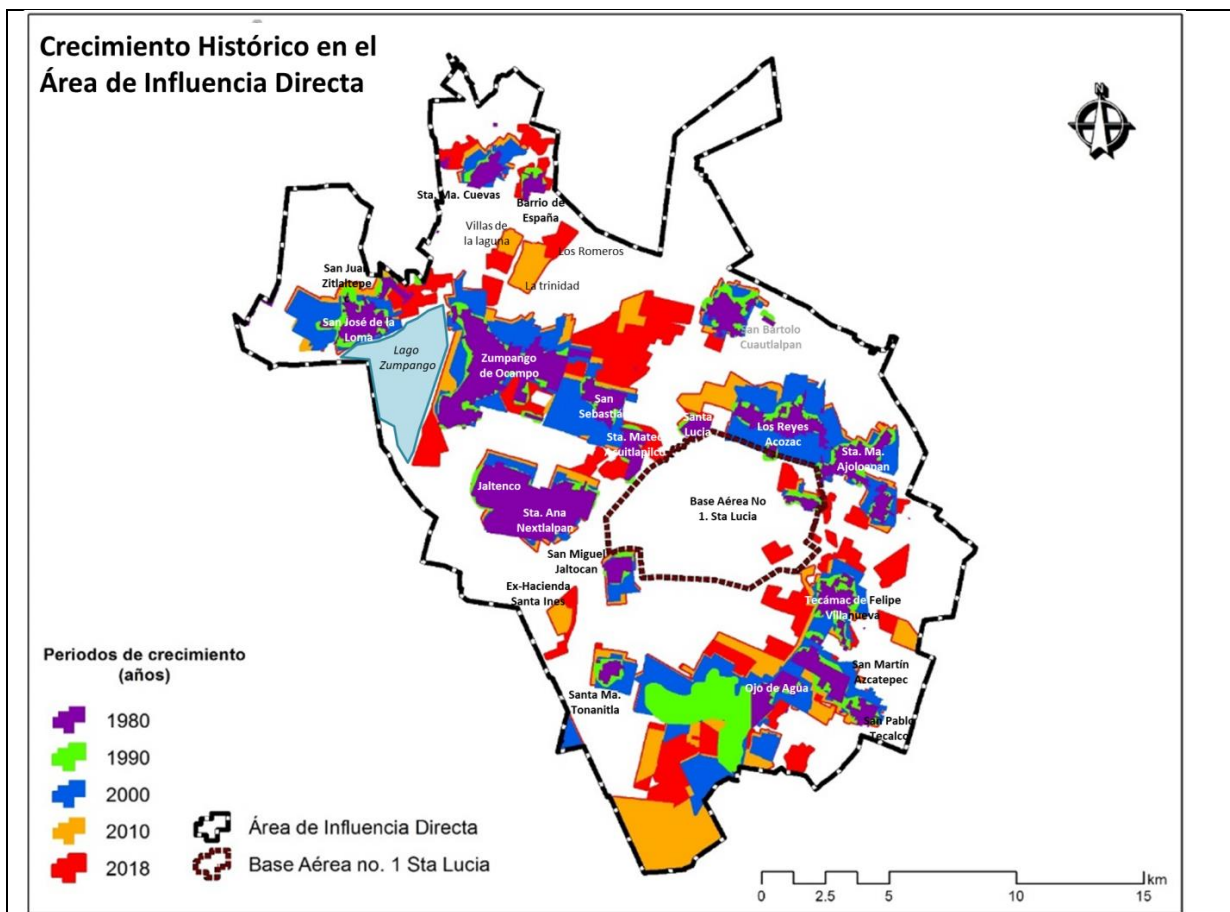 Crecimiento Histórico en el
Área de Influencia Directa
N
Sta. Ma. Cuevas
Barrio de
España
Villas de
la laguna
Los Romeros
La trinidad
San Juan
Zitlaltepe
San José de la
Loma
Lago
Zumpango
Zumpango
de Ocampo
San Bartolo
Cuautlalpan
San
Sebastiá
Santa
Lucia
Los Reyes
Acozac
Sta. Mateo
Acuitlapilco
Sta. Ma.
Ajoloapan
Jaltenco
Sta. Ana
Nextlalpan
Base Aérea No
1. Sta Lucia
San Miguel
Jaltocan
Ex-Hacienda
Santa Ines
Tecámac de Felipe
Villanueva
Santa Ma.
Tonanitla
Ojo de Agua
San Martín
Azcatepec
San Pablo
Tecalco
Periodos de crecimiento
(años)
1980
1990
2000
2010
2018
Área de Influencia Directa
Base Aérea no. 1 Sta Lucia
km
0 2.5 5 10 15